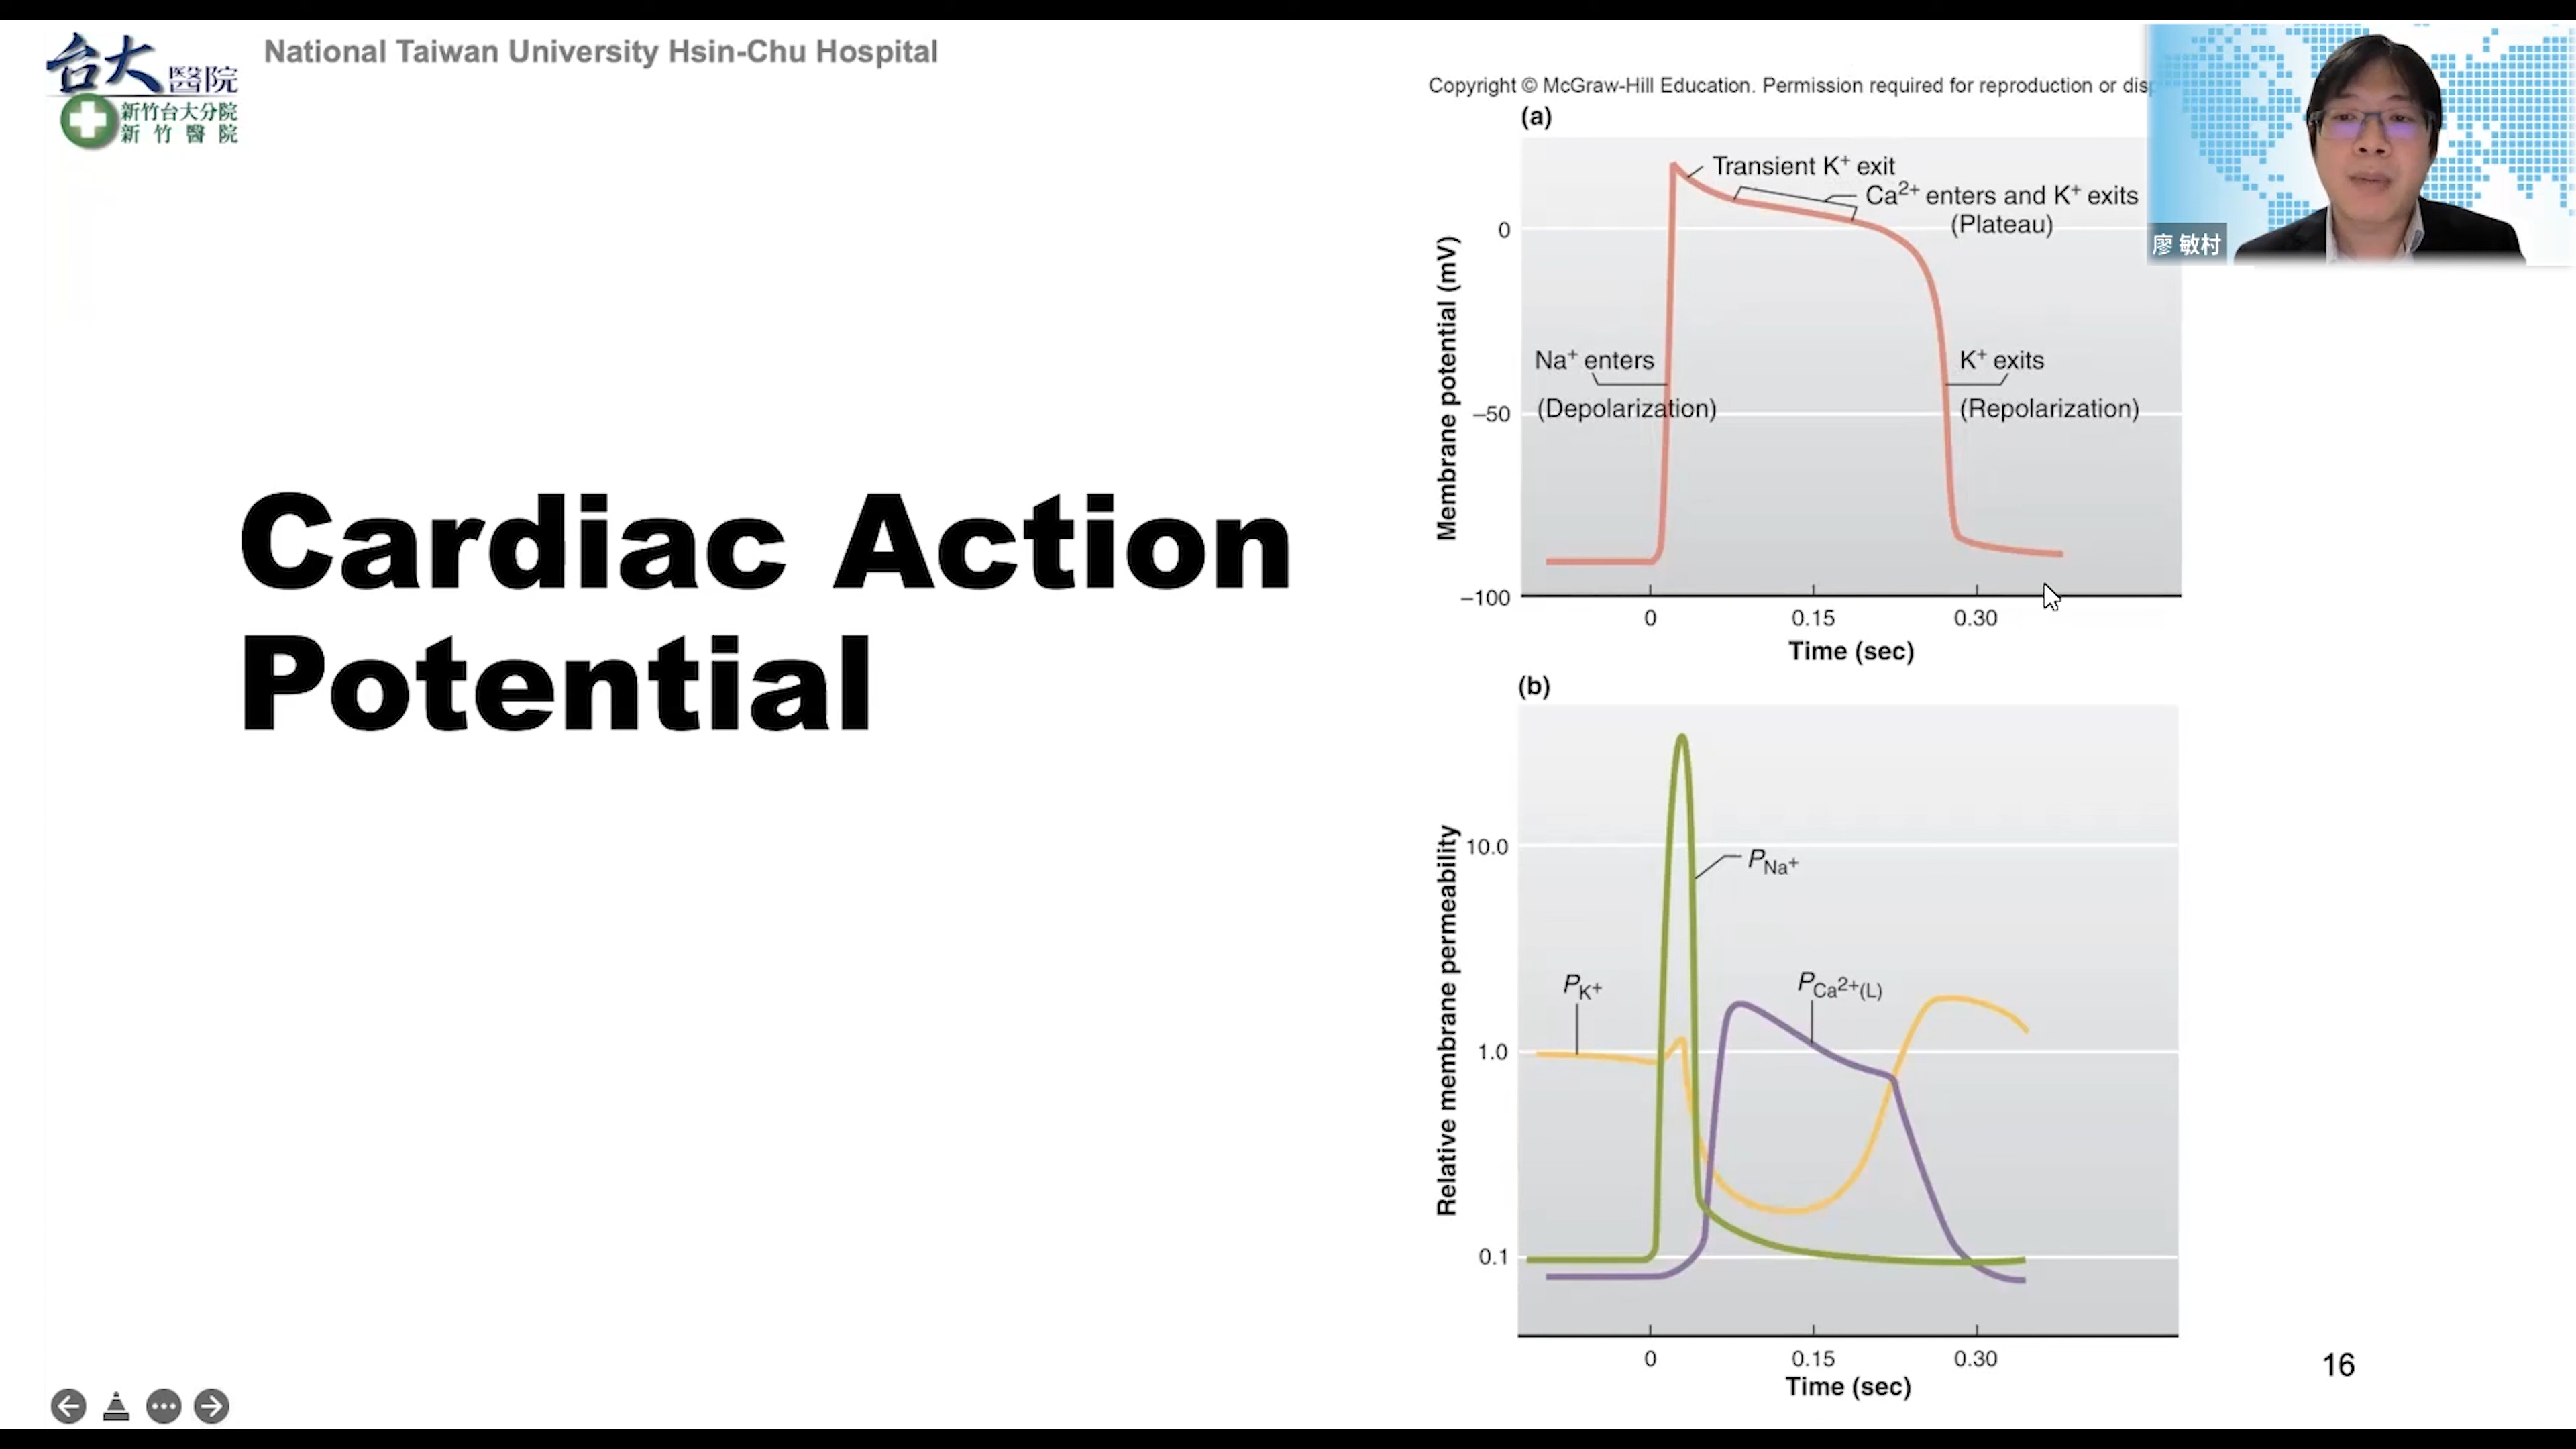 台大醫院
新竹台大分院
新竹醫院
National Taiwan University Hsin-Chu Hospital
Cardiac Action
Potential
Copyright © McGraw-Hill Education. Permission required for reproduction or
(a)
Transient K⁺ exit
Ca²⁺ enters and K⁺ exits
(Plateau)
Na⁺ enters
(Depolarization)
K⁺ exits
(Repolarization)
Membrane potential (mV)
0
–50
–100
0 0.15 0.30
Time (sec)
(b)
P_Na⁺
P_K⁺
P_Ca²⁺(L)
Relative membrane permeability
10.0
1.0
0.1
0 0.15 0.30
Time (sec)
廖 敏村
16